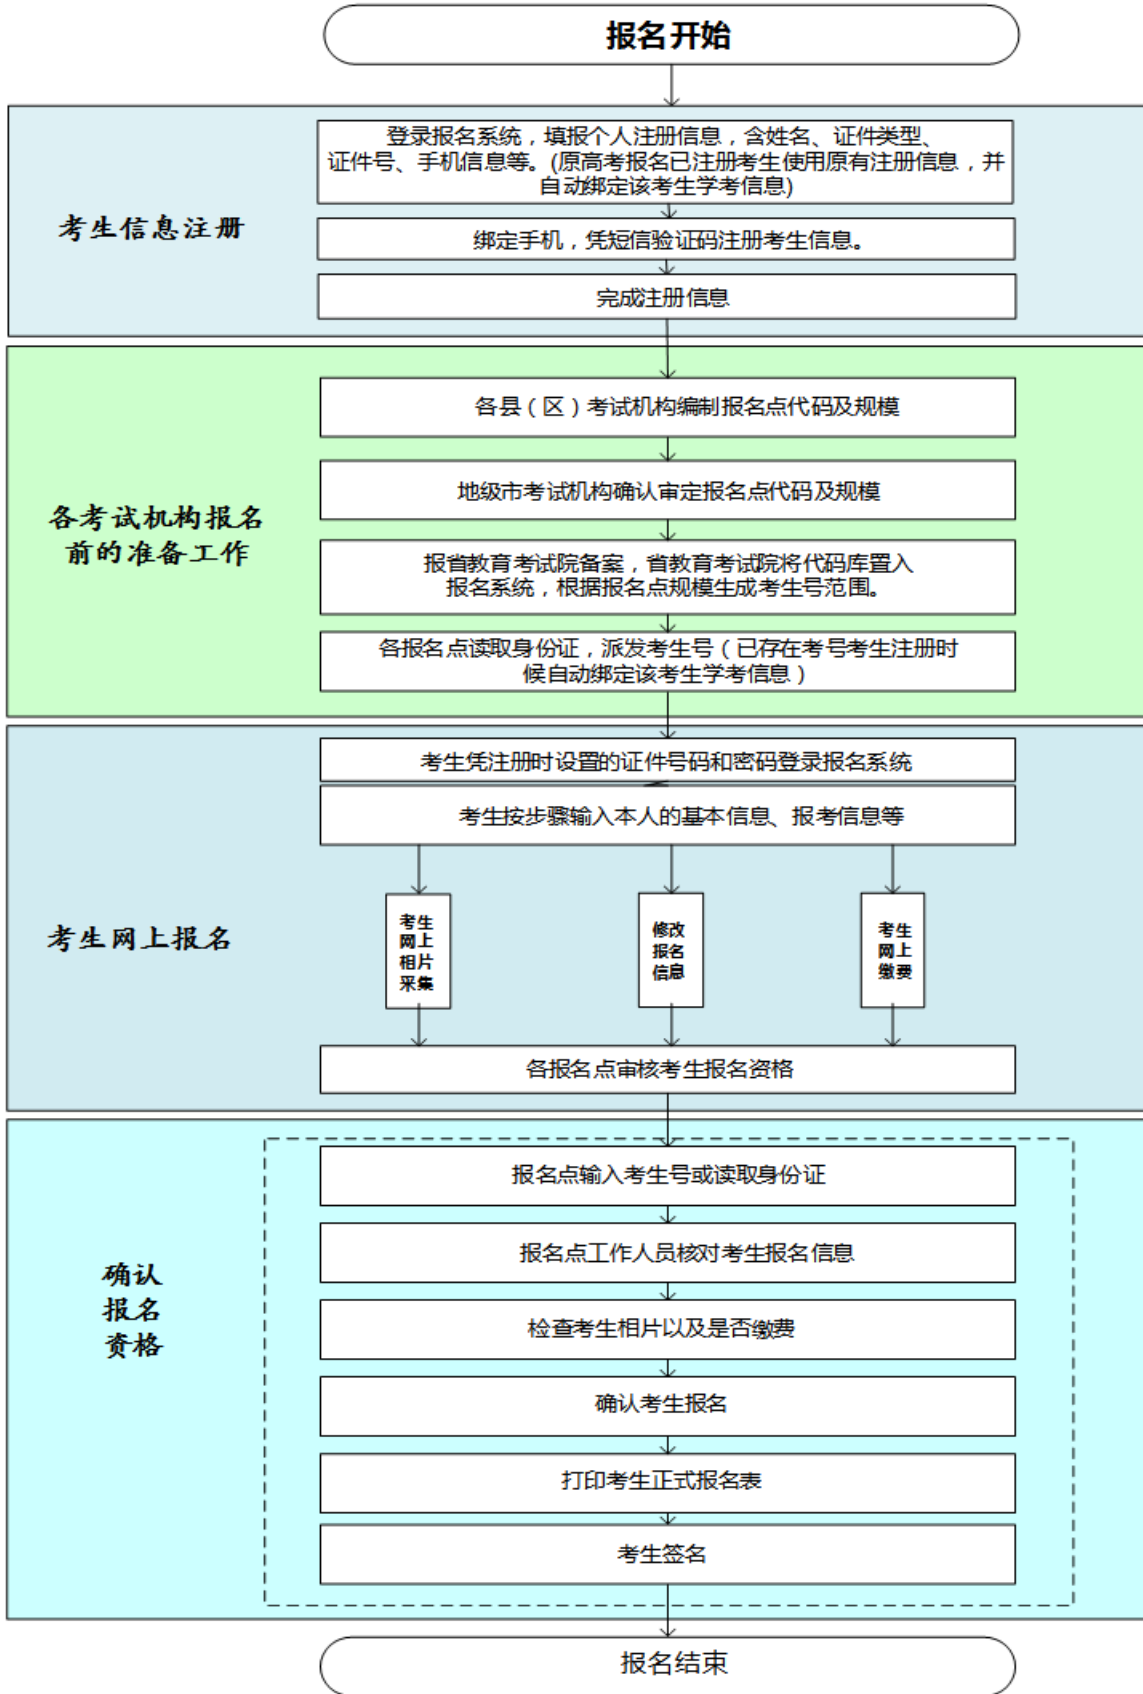 报名开始
考生信息注册
登录报名系统，填报个人注册信息，含姓名、证件类型、
证件号、手机信息等。(原高考报名已注册考生使用原有注册信息，并
自动绑定该考生学考信息)
绑定手机，凭短信验证码注册考生信息。
完成注册信息
各考试机构报名
前的准备工作
各县（区）考试机构编制报名点代码及规模
地级市考试机构确认审定报名点代码及规模
报省教育考试院备案，省教育考试院将代码库置入
报名系统，根据报名点规模生成考生号范围。
各报名点读取身份证，派发考生号（已存在考号考生注册时
候自动绑定该考生学考信息）
考生网上报名
考生凭注册时设置的证件号码和密码登录报名系统
考生按步骤输入本人的基本信息、报考信息等
考生
网上
相片
采集
修改
报名
信息
考生
网上
缴费
各报名点审核考生报名资格
确认
报名
资格
报名点输入考生号或读取身份证
报名点工作人员核对考生报名信息
检查考生相片以及是否缴费
确认考生报名
打印考生正式报名表
考生签名
报名结束